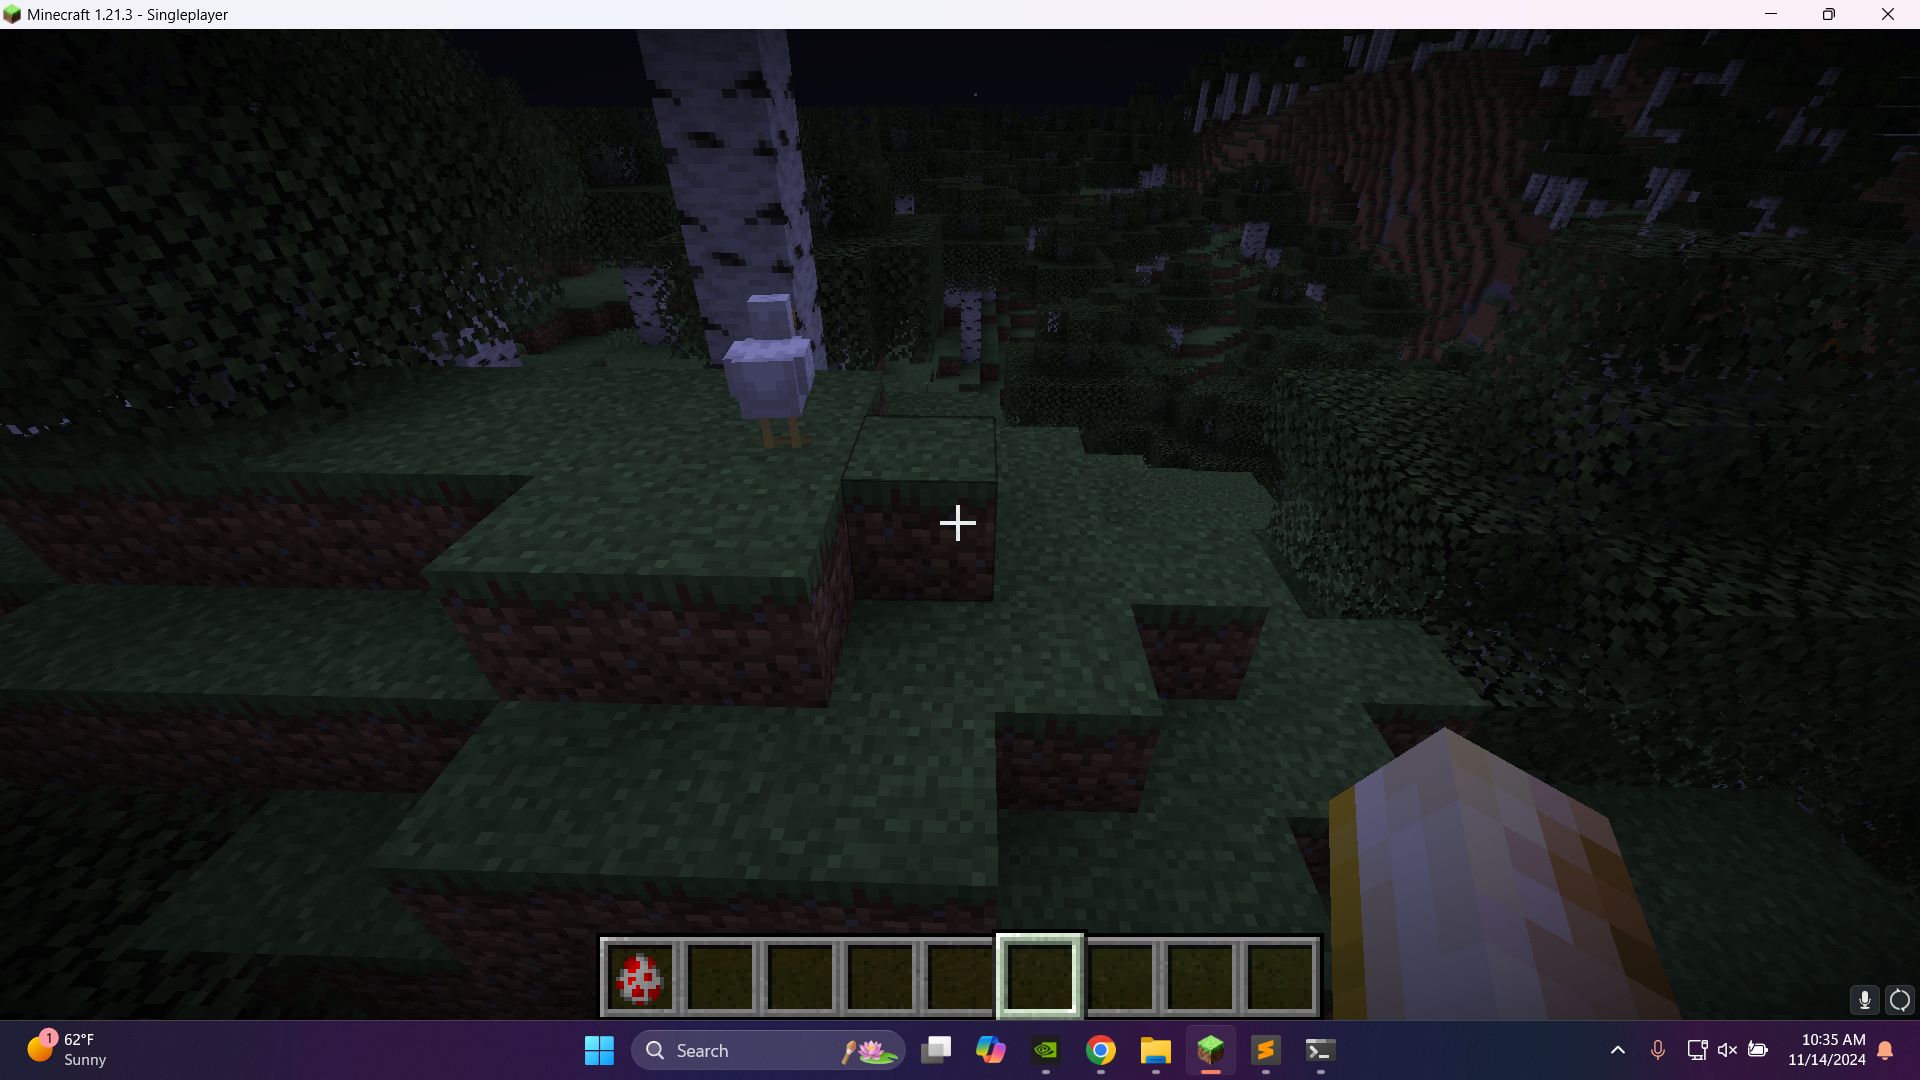 Minecraft 1.21.3 - Singleplayer
1
62°F
Sunny
Search
10:35 AM
11/14/2024